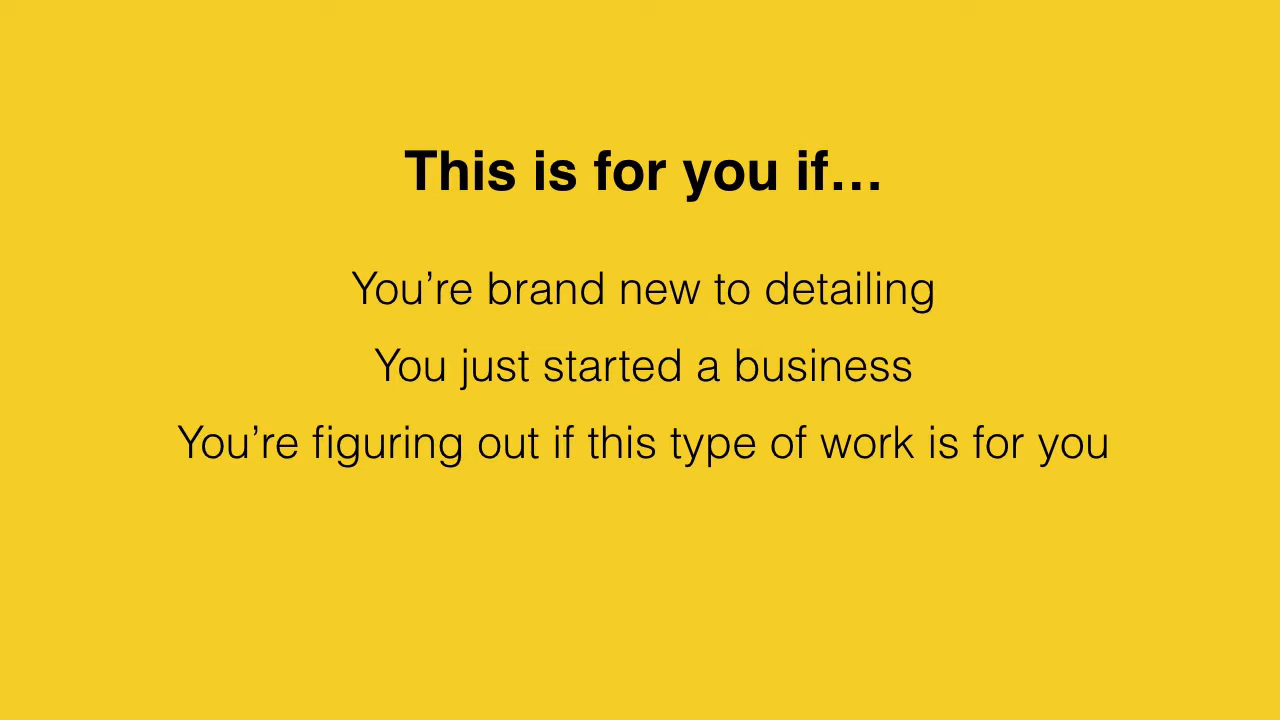 This is for you if…
You’re brand new to detailing
You just started a business
You’re figuring out if this type of work is for you